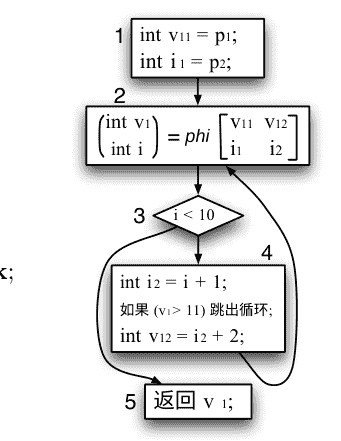 1
int v₁₁ = p₁;
int i₁ = p₂;
2
(int v₁ int i) = phi [v₁₁ v₁₂ i₁ i₂]
3
i < 10
4
k;
int i₂ = i + 1;
如果 (v₁> 11) 跳出循环;
int v₁₂ = i₂ + 2;
5
返回 v ₁;